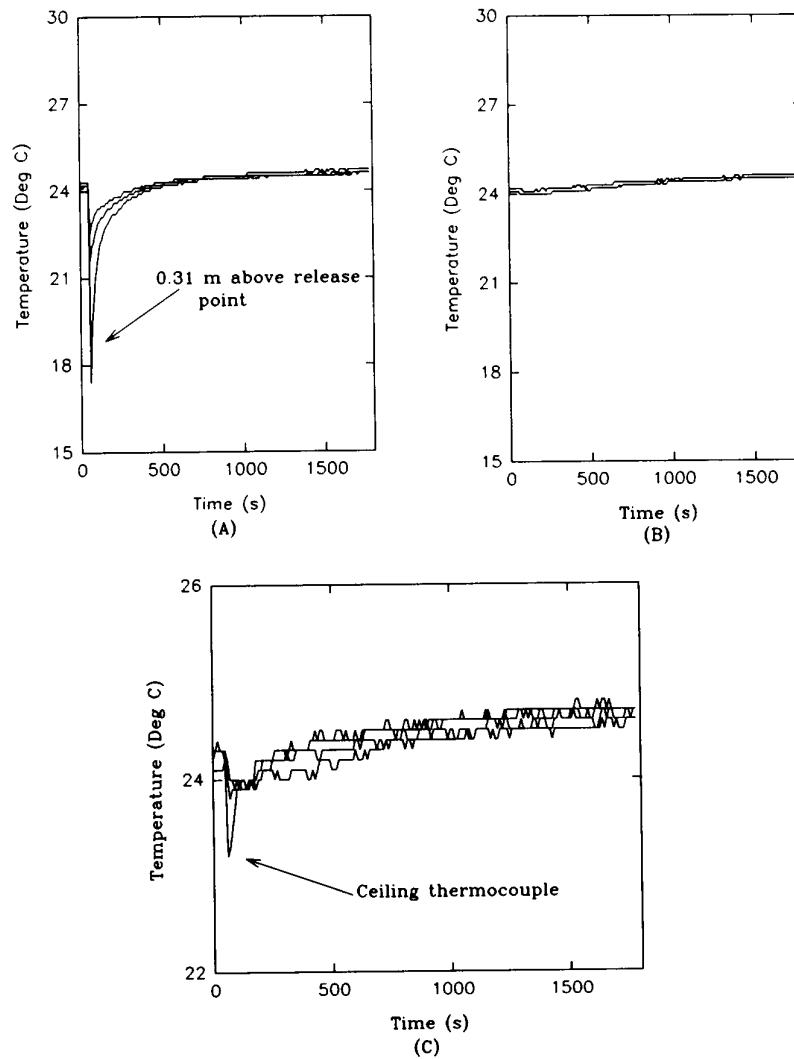 30
27
24
21
18
15
Temperature (Deg C)
0.31 m above release
point
0 500 1000 1500
Time (s)
(A)
30
27
24
21
18
15
Temperature (Deg C)
0 500 1000 1500
Time (s)
(B)
26
24
22
Temperature (Deg C)
Ceiling thermocouple
0 500 1000 1500
Time (s)
(C)